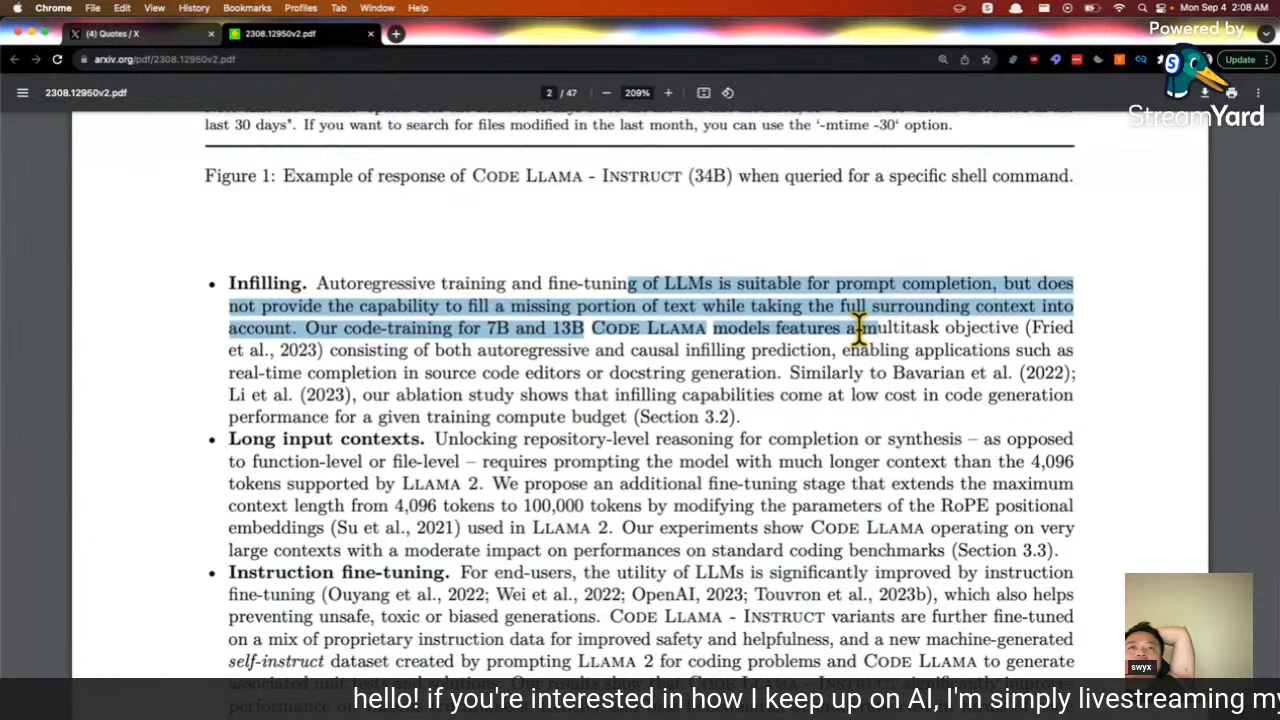 Chrome File Edit View History Bookmarks Profiles Tab Window Help Mon Sep 4 2:08 AM
(4) Quotes / X 2308.12950v2.pdf
Powered by
arxiv.org/pdf/2308.12950v2.pdf Update
2308.12950v2.pdf 2 / 47 209%
StreamYard
last 30 days". If you want to search for files modified in the last month, you can use the '-mtime -30' option.
Figure 1: Example of response of CODE LLAMA - INSTRUCT (34B) when queried for a specific shell command.
• Infilling. Autoregressive training and fine-tuning of LLMs is suitable for prompt completion, but does
not provide the capability to fill a missing portion of text while taking the full surrounding context into
account. Our code-training for 7B and 13B CODE LLAMA models features a multitask objective (Fried
et al., 2023) consisting of both autoregressive and causal infilling prediction, enabling applications such as
real-time completion in source code editors or docstring generation. Similarly to Bavarian et al. (2022);
Li et al. (2023), our ablation study shows that infilling capabilities come at low cost in code generation
performance for a given training compute budget (Section 3.2).
• Long input contexts. Unlocking repository-level reasoning for completion or synthesis – as opposed
to function-level or file-level – requires prompting the model with much longer context than the 4,096
tokens supported by LLAMA 2. We propose an additional fine-tuning stage that extends the maximum
context length from 4,096 tokens to 100,000 tokens by modifying the parameters of the RoPE positional
embeddings (Su et al., 2021) used in LLAMA 2. Our experiments show CODE LLAMA operating on very
large contexts with a moderate impact on performances on standard coding benchmarks (Section 3.3).
• Instruction fine-tuning. For end-users, the utility of LLMs is significantly improved by instruction
fine-tuning (Ouyang et al., 2022; Wei et al., 2022; OpenAI, 2023; Touvron et al., 2023b), which also helps
preventing unsafe, toxic or biased generations. CODE LLAMA - INSTRUCT variants are further fine-tuned
on a mix of proprietary instruction data for improved safety and helpfulness, and a new machine-generated
self-instruct dataset created by prompting LLAMA 2 for coding problems and CODE LLAMA to generate
swyx
hello! if you're interested in how I keep up on AI, I'm simply livestreaming my